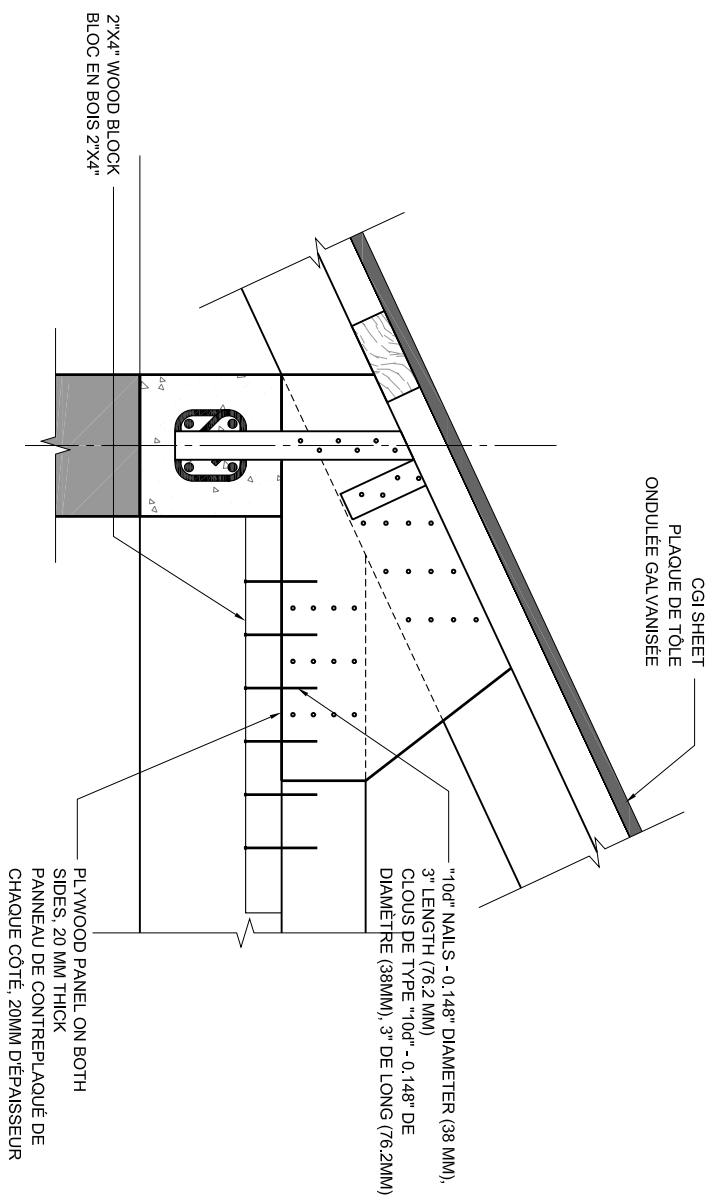 CGI SHEET
PLAQUE DE TÔLE
ONDULÉE GALVANISÉE
"10d" NAILS - 0.148" DIAMETER (38 MM),
3" LENGTH (76.2 MM)
CLOUS DE TYPE "10d" - 0.148" DE
DIAMÈTRE (38MM), 3" DE LONG (76.2MM)
PLYWOOD PANEL ON BOTH
SIDES, 20 MM THICK
PANNEAU DE CONTREPLAQUÉ DE
CHAQUE CÔTÉ, 20MM D'ÉPAISSEUR
2"X4" WOOD BLOCK
BLOC EN BOIS 2"X4"